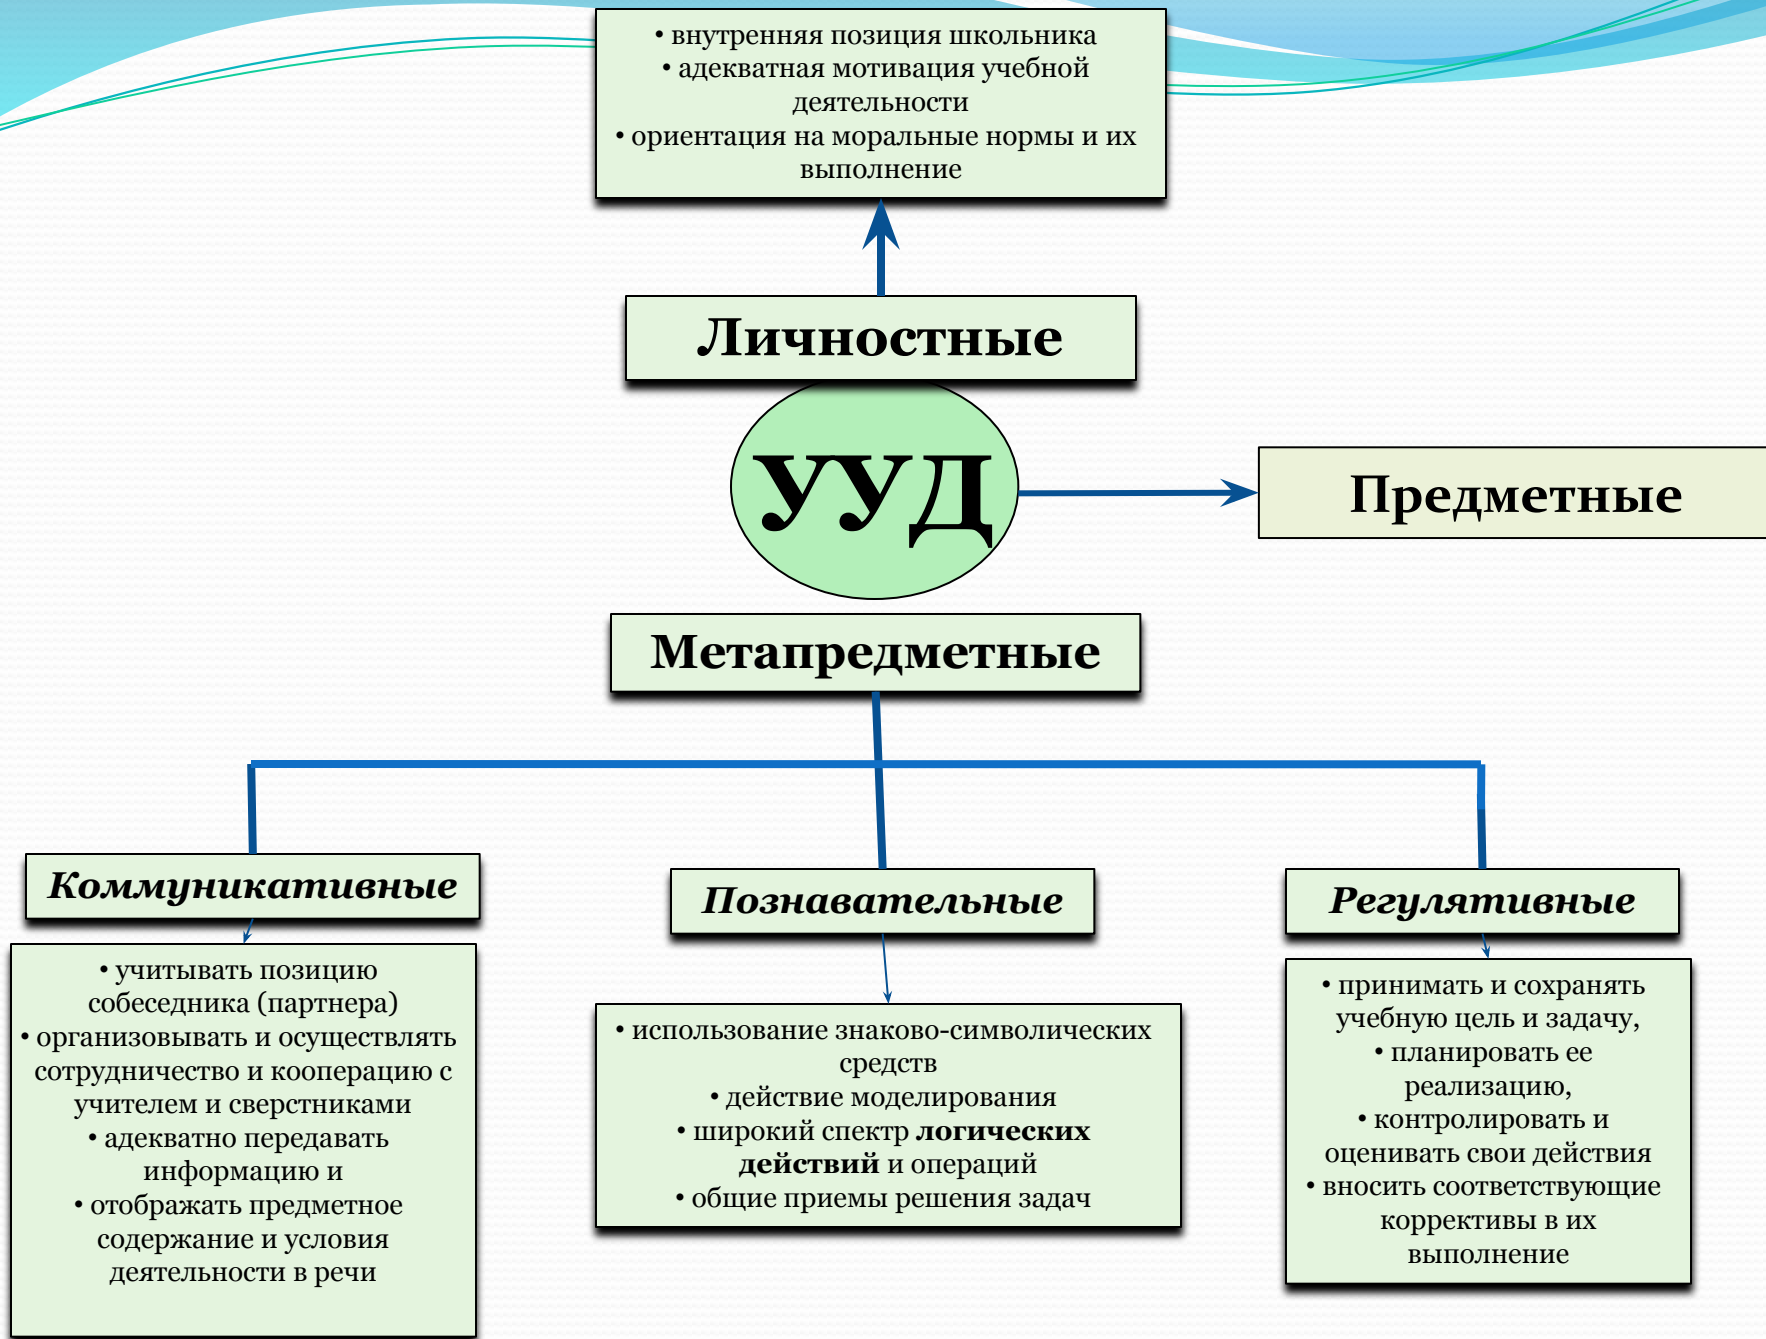 • внутренняя позиция школьника
• адекватная мотивация учебной
деятельности
• ориентация на моральные нормы и их
выполнение
Личностные
УУД
Предметные
Метапредметные
Коммуникативные
• учитывать позицию
собеседника (партнера)
• организовывать и осуществлять
сотрудничество и кооперацию с
учителем и сверстниками
• адекватно передавать
информацию и
• отображать предметное
содержание и условия
деятельности в речи
Познавательные
• использование знаково-символических
средств
• действие моделирования
• широкий спектр логических
действий и операций
• общие приемы решения задач
Регулятивные
• принимать и сохранять
учебную цель и задачу,
• планировать ее
реализацию,
• контролировать и
оценивать свои действия
• вносить соответствующие
коррективы в их
выполнение